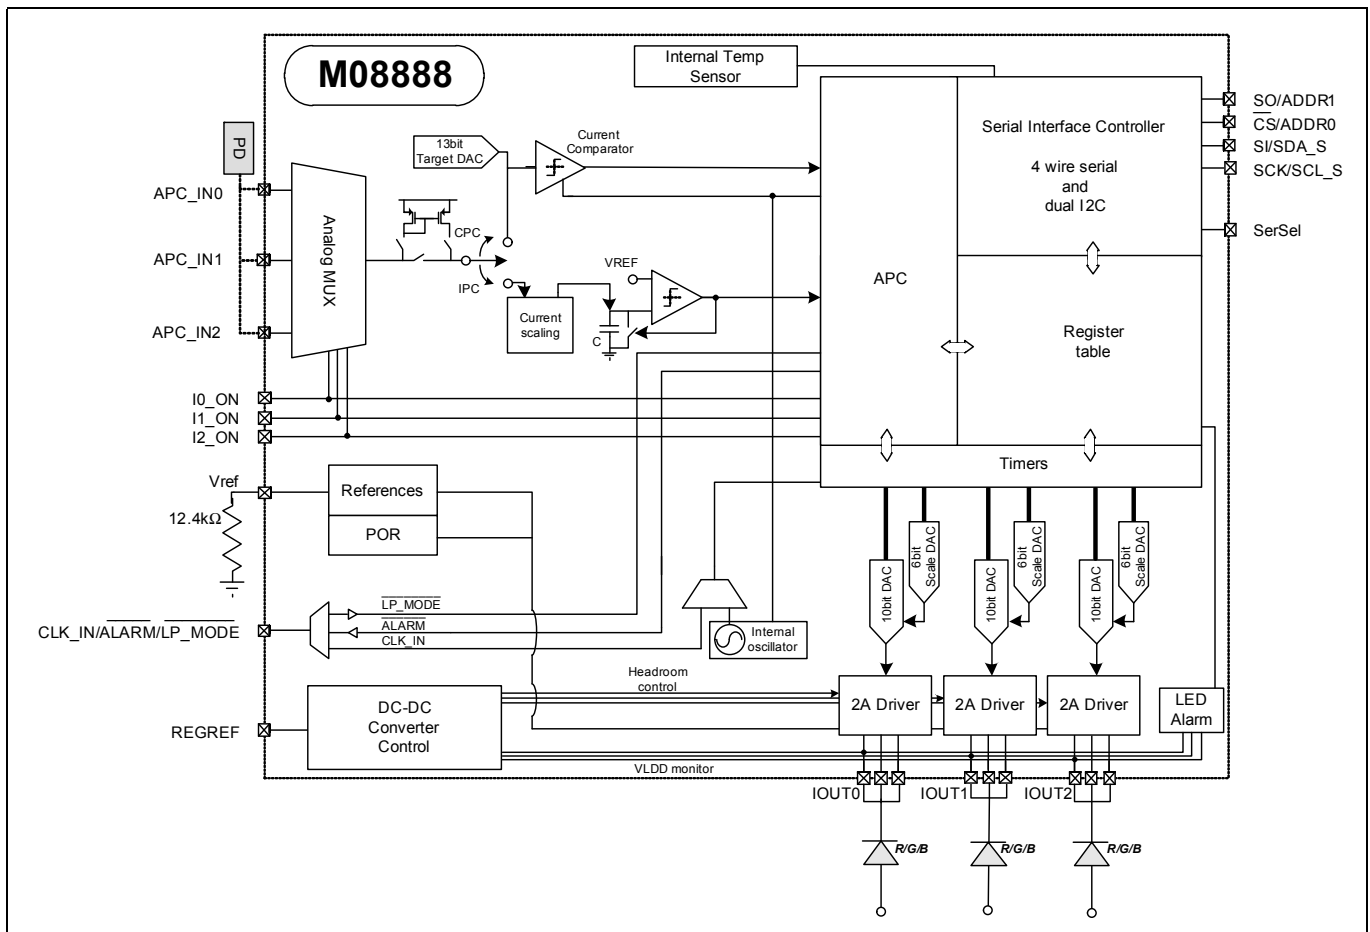 M08888
Internal Temp
Sensor
PD
APC_IN0
APC_IN1
APC_IN2
Analog MUX
13bit
Target DAC
Current
Comparator
CPC
IPC
Current
scaling
VREF
C
APC
Serial Interface Controller
4 wire serial
and
dual I2C
Register
table
Timers
SO/ADDR1
CS/ADDR0
SI/SDA_S
SCK/SCL_S
SerSel
I0_ON
I1_ON
I2_ON
Vref
12.4kΩ
References
POR
CLK_IN/ALARM/LP_MODE
LP_MODE
ALARM
CLK_IN
Internal
oscillator
10bit DAC
6bit
Scale DAC
10bit DAC
6bit
Scale DAC
10bit DAC
6bit
Scale DAC
REGREF
DC-DC
Converter
Control
Headroom
control
2A Driver
2A Driver
2A Driver
LED
Alarm
VLDD monitor
IOUT0
IOUT1
IOUT2
R/G/B
R/G/B
R/G/B